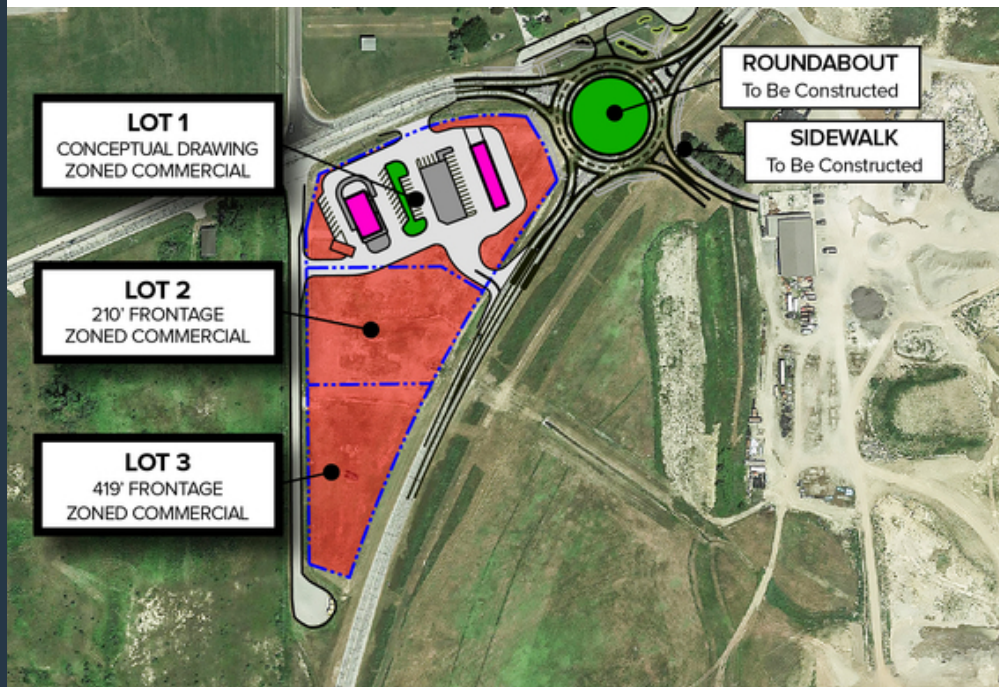 LOT 1
CONCEPTUAL DRAWING
ZONED COMMERCIAL
LOT 2
210' FRONTAGE
ZONED COMMERCIAL
LOT 3
419' FRONTAGE
ZONED COMMERCIAL
ROUNDABOUT
To Be Constructed
SIDEWALK
To Be Constructed